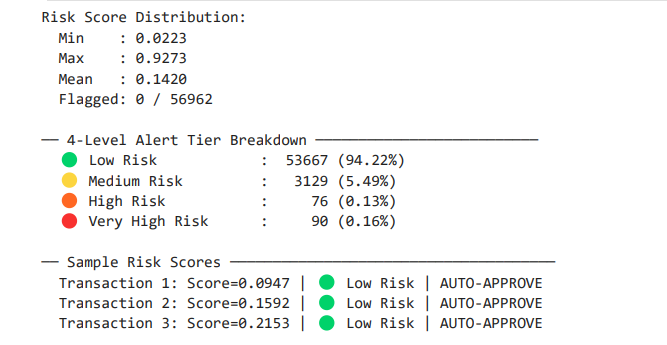 Risk Score Distribution:
Min : 0.0223
Max : 0.9273
Mean : 0.1420
Flagged: 0 / 56962
── 4-Level Alert Tier Breakdown ──────────────────────────
🟢 Low Risk : 53667 (94.22%)
🟡 Medium Risk : 3129 (5.49%)
🟠 High Risk : 76 (0.13%)
🔴 Very High Risk : 90 (0.16%)
── Sample Risk Scores ──────────────────────────────────────
Transaction 1: Score=0.0947 | 🟢 Low Risk | AUTO-APPROVE
Transaction 2: Score=0.1592 | 🟢 Low Risk | AUTO-APPROVE
Transaction 3: Score=0.2153 | 🟢 Low Risk | AUTO-APPROVE